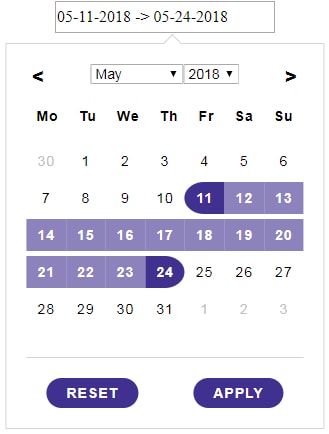 05-11-2018 -> 05-24-2018
< May 2018 >
Mo Tu We Th Fr Sa Su
30 1 2 3 4 5 6
7 8 9 10 11 12 13
14 15 16 17 18 19 20
21 22 23 24 25 26 27
28 29 30 31 1 2 3
RESET APPLY